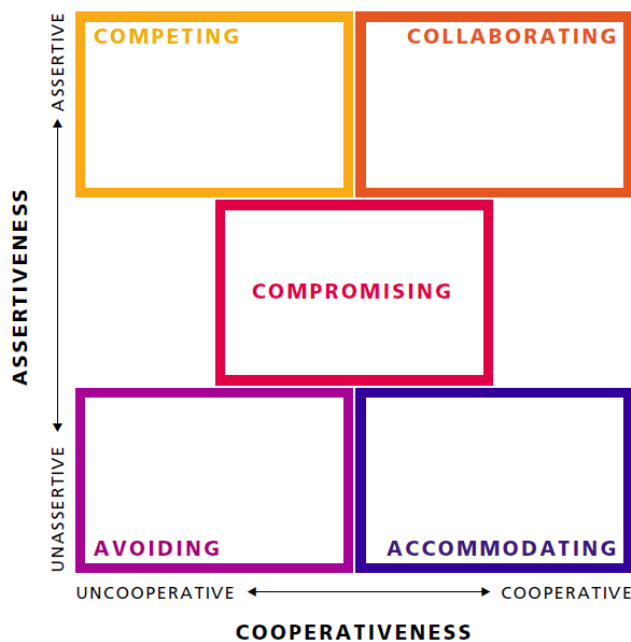 ASSERTIVE
COMPETING
COLLABORATING
ASSERTIVENESS
COMPROMISING
UNASSERTIVE
AVOIDING
ACCOMMODATING
UNCOOPERATIVE
COOPERATIVE
COOPERATIVENESS